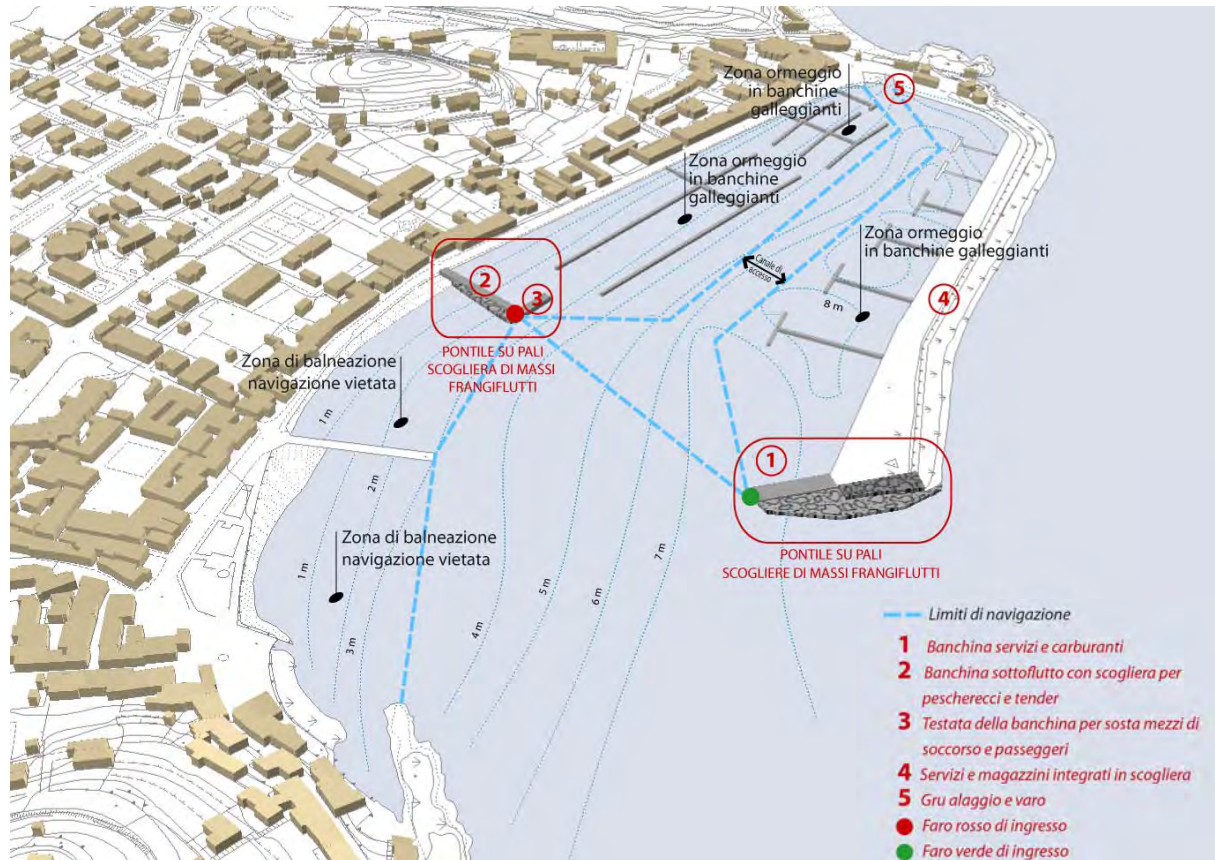 Zona ormeggio
in banchine
galleggianti
5
Zona ormeggio
in banchine
galleggianti
Zona ormeggio
in banchine galleggianti
Canale di
accesso
2
3
4
8 m
PONTILE SU PALI
SCOGLIERA DI MASSI
FRANGIFLUTTI
Zona di balneazione
navigazione vietata
1 m
2 m
1
PONTILE SU PALI
SCOGLIERE DI MASSI FRANGIFLUTTI
Zona di balneazione
navigazione vietata
1 m
3 m
4 m
5 m
6 m
7 m
Limiti di navigazione
1 Banchina servizi e carburanti
2 Banchina sottoflutto con scogliera per
pescherecci e tender
3 Testata della banchina per sosta mezzi di
soccorso e passeggeri
4 Servizi e magazzini integrati in scogliera
5 Gru alaggio e varo
Faro rosso di ingresso
Faro verde di ingresso